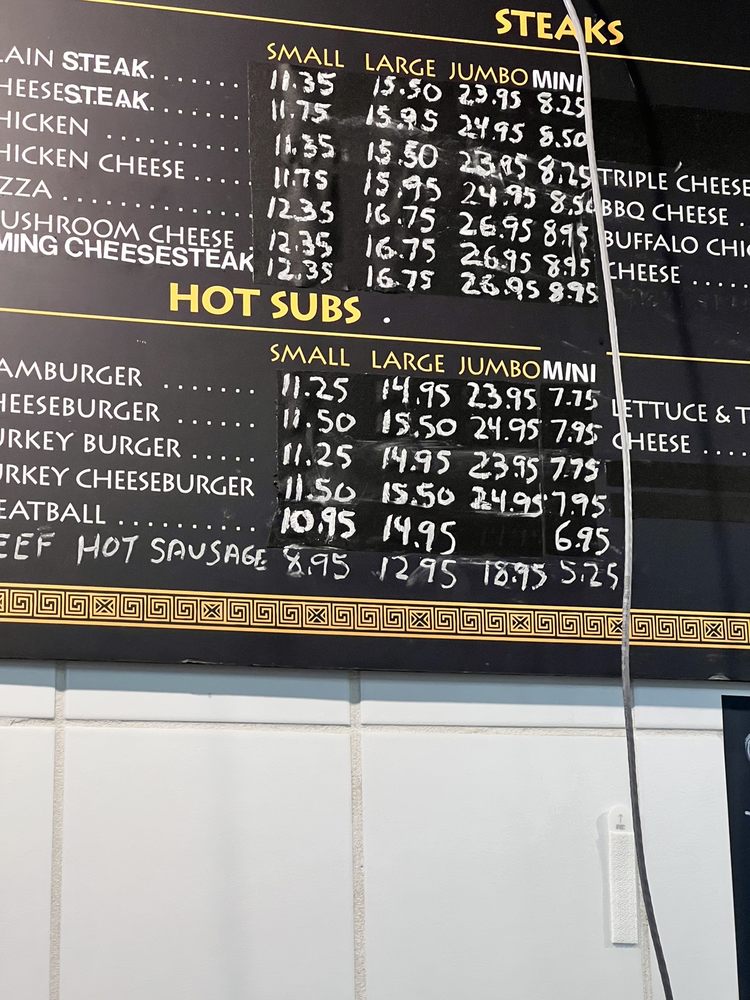 STEAKS
SMALL LARGE JUMBO MINI
LAIN STEAK........ 11.35 15.50 23.95 8.25
HEESESTEAK........ 11.75 15.95 24.95 8.50
HICKEN .......... 11.35 15.50 23.95 8.25 TRIPLE CHEESE
HICKEN CHEESE ..... 11.75 15.95 24.95 8.50 BBQ CHEESE .
ZZA .............. 12.35 16.75 26.95 8.95 BUFFALO CHIC
USHROOM CHEESE . 12.35 16.75 26.95 8.95 CHEESE .....
MING CHEESESTEAK 12.35 16.75 26.95 8.95
HOT SUBS .
SMALL LARGE JUMBO MINI
AMBURGER ....... 11.25 14.95 23.95 7.75
HEESEBURGER ...... 11.50 15.50 24.95 7.95 LETTUCE & T
URKEY BURGER ..... 11.25 14.95 23.95 7.75 CHEESE ....
URKEY CHEESEBURGER 11.50 15.50 24.95 7.95
EATBALL .......... 10.95 14.95 6.95
EEF HOT SAUSAGE 8.95 12.95 18.95 5.25